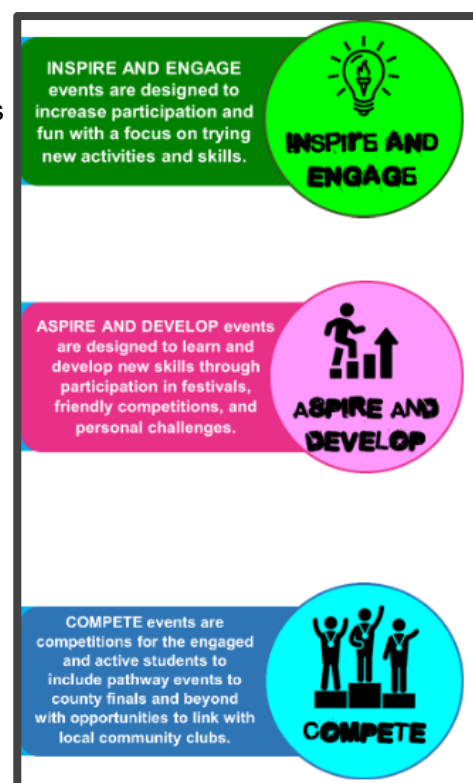 s
INSPIRE AND ENGAGE
events are designed to
increase participation and
fun with a focus on trying
new activities and skills.
INSPIrE AND
ENGAGE
ASPIRE AND DEVELOP events
are designed to learn and
develop new skills through
participation in festivals,
friendly competitions, and
personal challenges.
ASPIRE AND
DEVELOP
COMPETE events are
competitions for the engaged
and active students to
include pathway events to
county finals and beyond
with opportunities to link with
local community clubs.
COMPETE